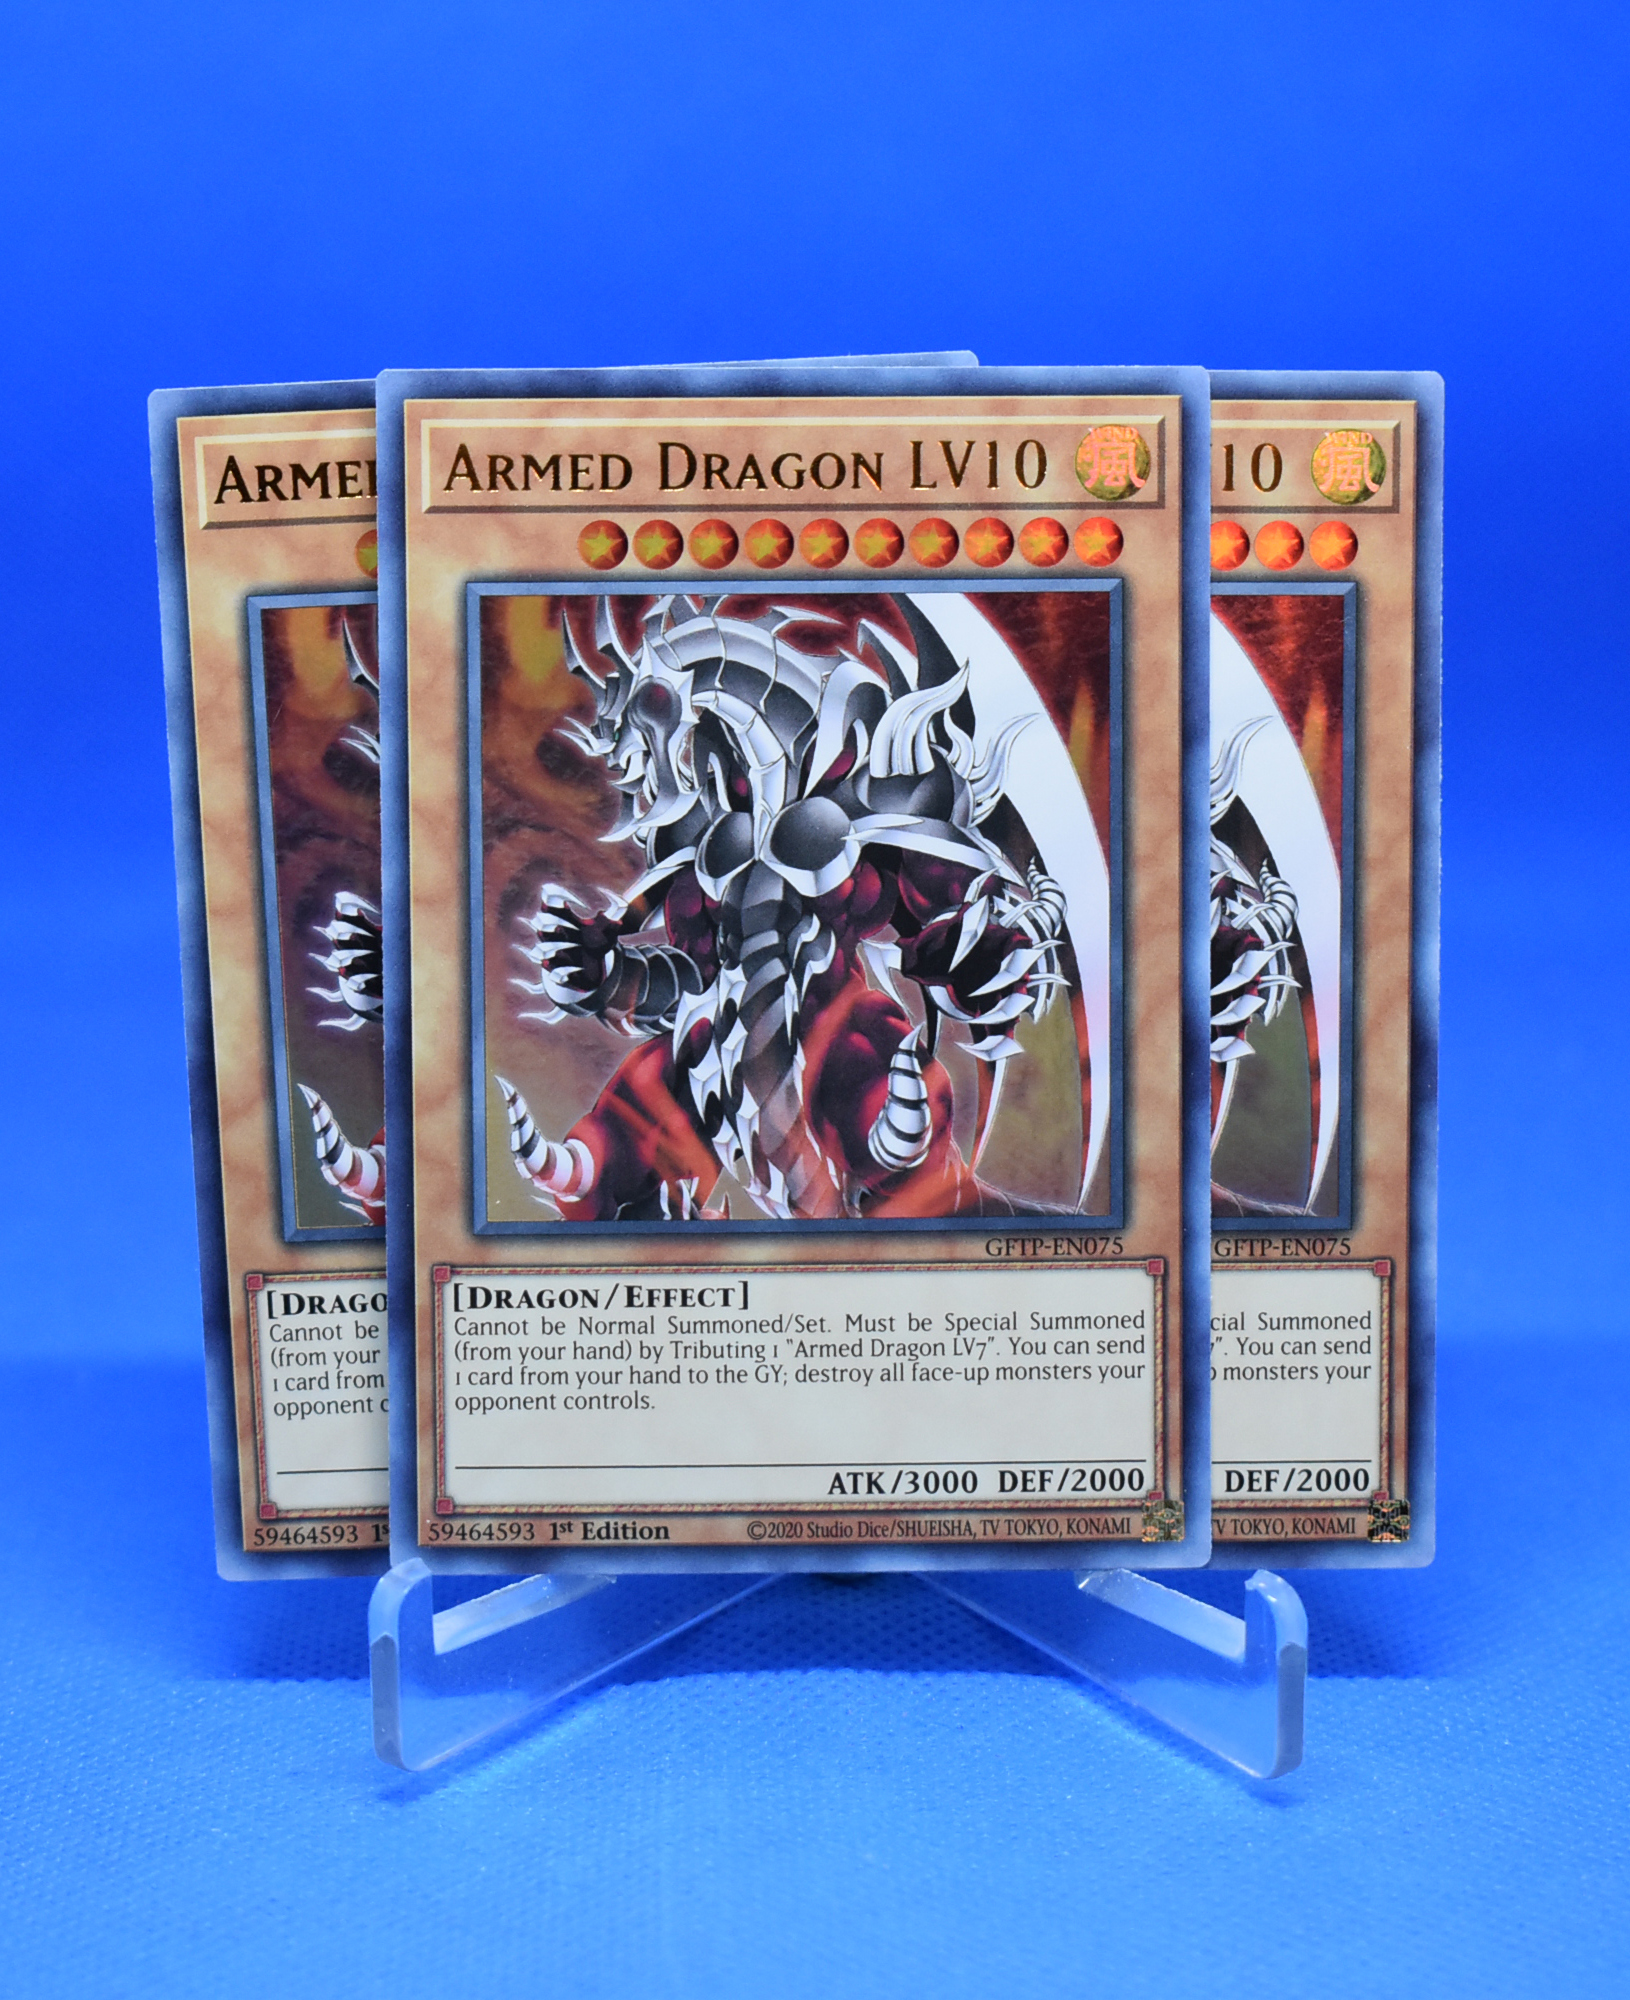 ARMED DRAGON LV10
WIND
風
GFTP-EN075
[DRAGON/EFFECT]
Cannot be Normal Summoned/Set. Must be Special Summoned
(from your hand) by Tributing 1 "Armed Dragon LV7". You can send
1 card from your hand to the GY; destroy all face-up monsters your
opponent controls.
ATK/3000 DEF/2000
59464593 1st Edition ©2020 Studio Dice/SHUEISHA, TV TOKYO, KONAMI
ARME
[DRAGO
Cannot be
(from your
1 card from
opponent c
59464593 1s
10
WIND
風
GFTP-EN075
cial Summoned
7". You can send
monsters your
DEF/2000
TV TOKYO, KONAMI